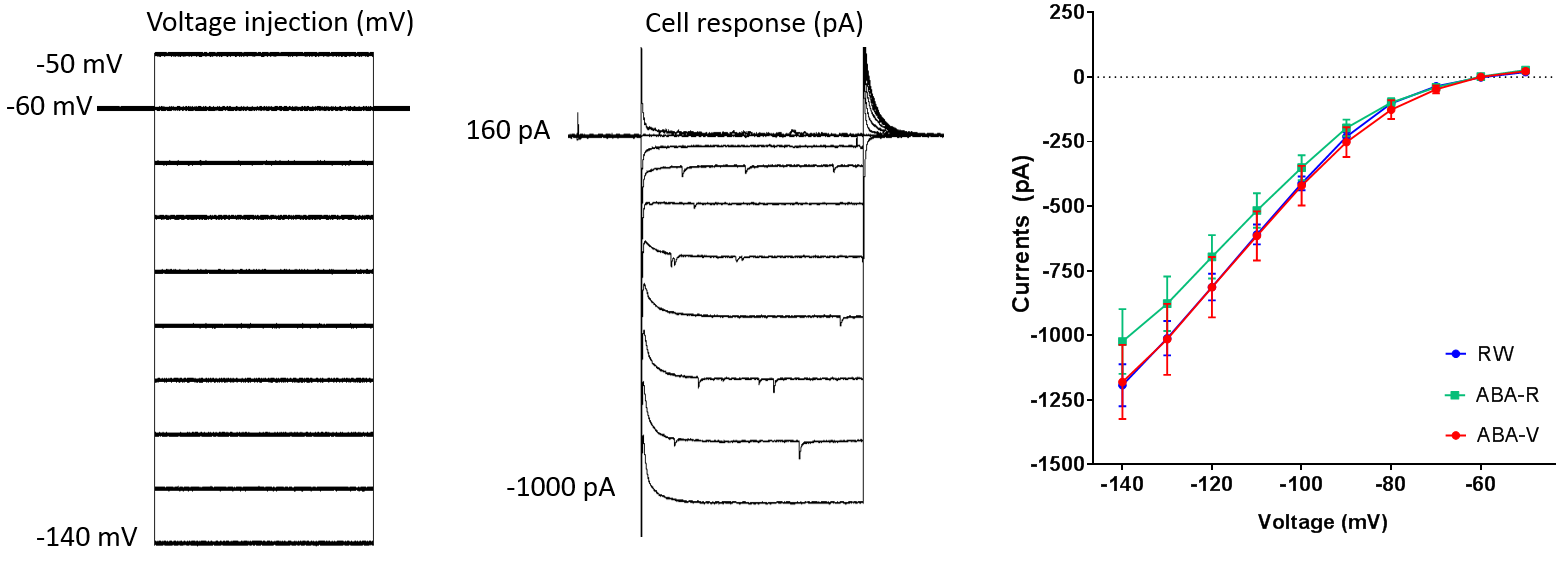 Voltage injection (mV)
-50 mV
-60 mV
-140 mV
Cell response (pA)
160 pA
-1000 pA
250
0
-250
-500
-750
-1000
-1250
-1500
Currents (pA)
-140 -120 -100 -80 -60
Voltage (mV)
RW
ABA-R
ABA-V